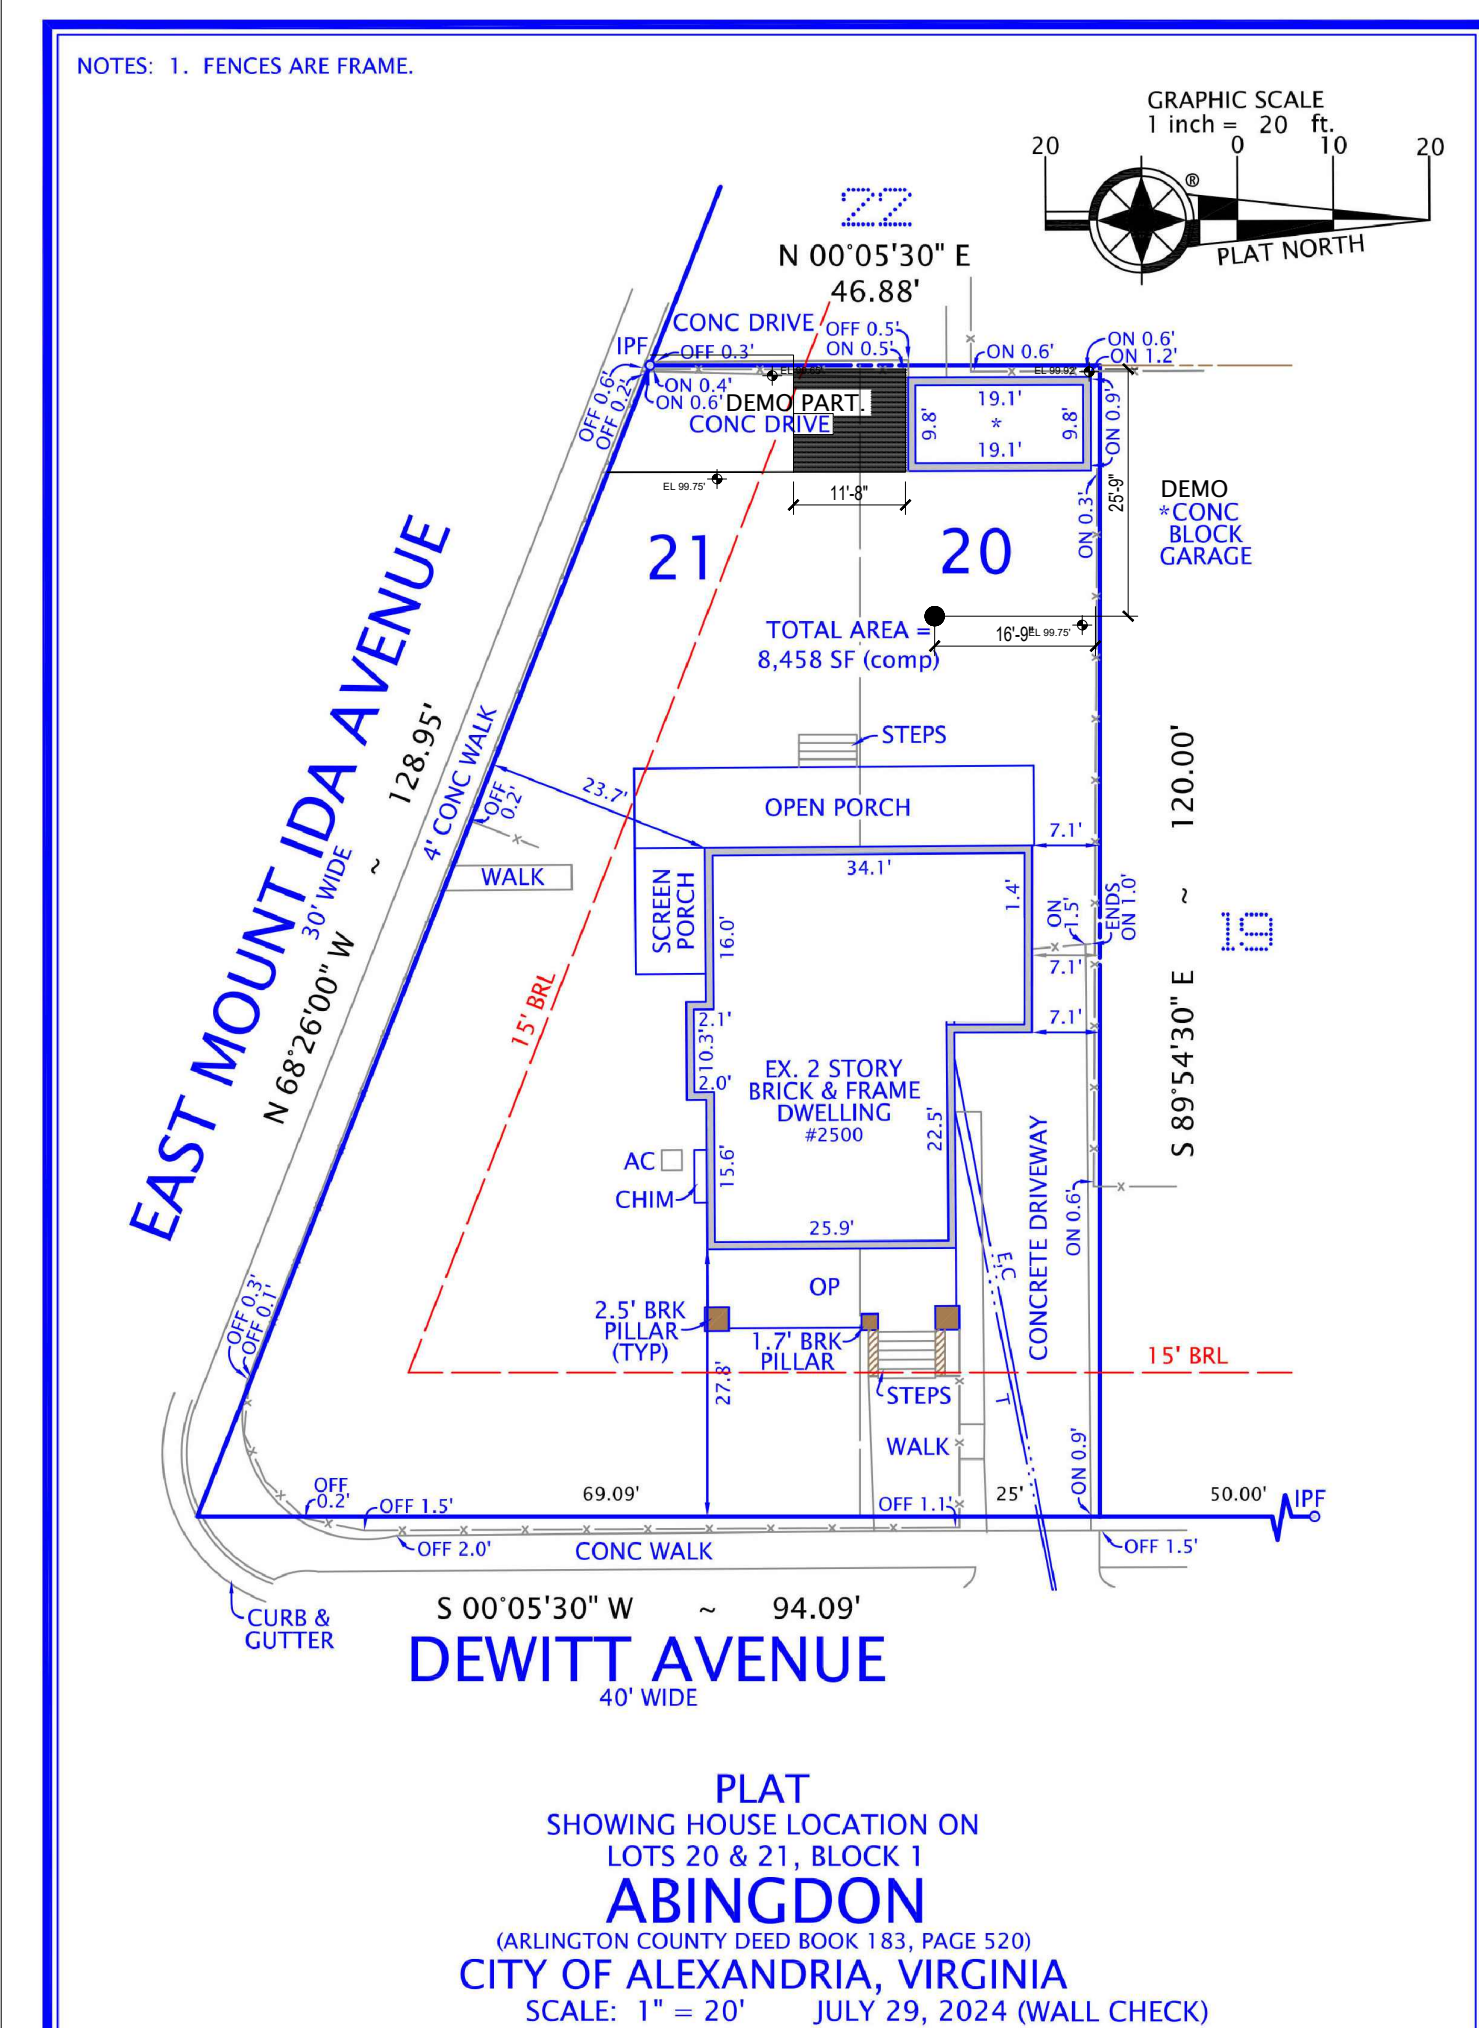 NOTES: 1. FENCES ARE FRAME.
GRAPHIC SCALE
1 inch = 20 ft.
20 0 10 20
®
PLAT NORTH
22
N 00°05'30" E
46.88'
CONC DRIVE
OFF 0.5'
ON 0.5'
IPF
OFF 0.3'
ON 0.6'
ON 0.6'
ON 1.2'
EL 99.92'
OFF 0.6'
OFF 0.2'
ON 0.4'
ON 0.6'
DEMO PART.
CONC DRIVE
19.1'
*
19.1'
9.8'
9.8'
ON 0.9'
EL 99.75'
11'-8"
25'-9"
ON 0.3'
DEMO
*CONC
BLOCK
GARAGE
21
20
TOTAL AREA =
8,458 SF (comp)
16'-9"
EL 99.75'
EAST MOUNT IDA AVENUE
30' WIDE
N 68°26'00" W ~ 128.95'
4' CONC WALK
STEPS
OPEN PORCH
23.7'
OFF
0.2'
WALK
SCREEN
PORCH
34.1'
7.1'
1.4'
16.0'
ON
1.5'
ENDS
ON 1.0'
7.1'
7.1'
19
S 89°54'30" E ~ 120.00'
15' BRL
2.1'
10.3'
2.0'
EX. 2 STORY
BRICK & FRAME
DWELLING
#2500
22.5'
AC
CHIM
15.6'
25.9'
CONCRETE DRIVEWAY
ON 0.6'
E,C
T
OP
2.5' BRK
PILLAR
(TYP)
1.7' BRK
PILLAR
27.8'
STEPS
15' BRL
OFF 0.3'
OFF 0.1'
WALK
ON 0.9'
OFF
0.2'
OFF 1.5'
69.09'
OFF 1.1'
25'
50.00'
IPF
OFF 2.0'
CONC WALK
OFF 1.5'
CURB &
GUTTER
S 00°05'30" W ~ 94.09'
DEWITT AVENUE
40' WIDE
PLAT
SHOWING HOUSE LOCATION ON
LOTS 20 & 21, BLOCK 1
ABINGDON
(ARLINGTON COUNTY DEED BOOK 183, PAGE 520)
CITY OF ALEXANDRIA, VIRGINIA
SCALE: 1" = 20' JULY 29, 2024 (WALL CHECK)